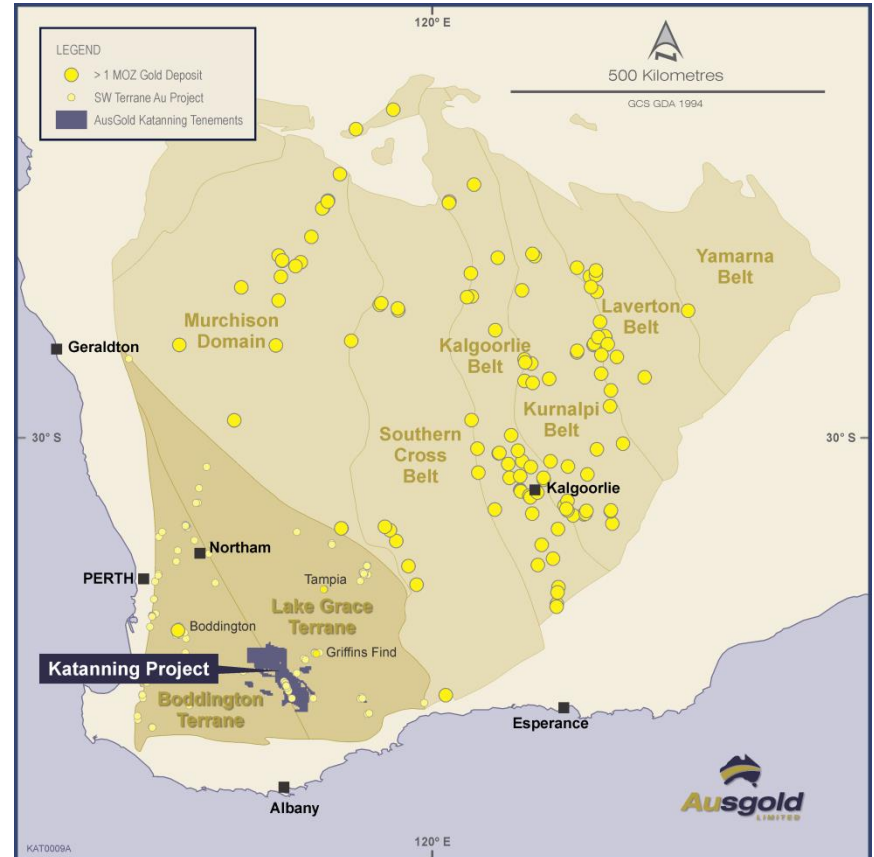 120° E
LEGEND
> 1 MOZ Gold Deposit
SW Terrane Au Project
AusGold Katanning Tenements
N
500 Kilometres
GCS GDA 1994
Yamarna
Belt
Laverton
Belt
Murchison
Domain
Geraldton
Kalgoorlie
Belt
Kurnalpi
Belt
Southern
Cross
Belt
30° S
30° S
Kalgoorlie
Northam
PERTH
Tampia
Lake Grace
Terrane
Boddington
Griffins Find
Katanning Project
Boddington
Terrane
Esperance
Albany
Ausgold
LIMITED
120° E
KAT0009A